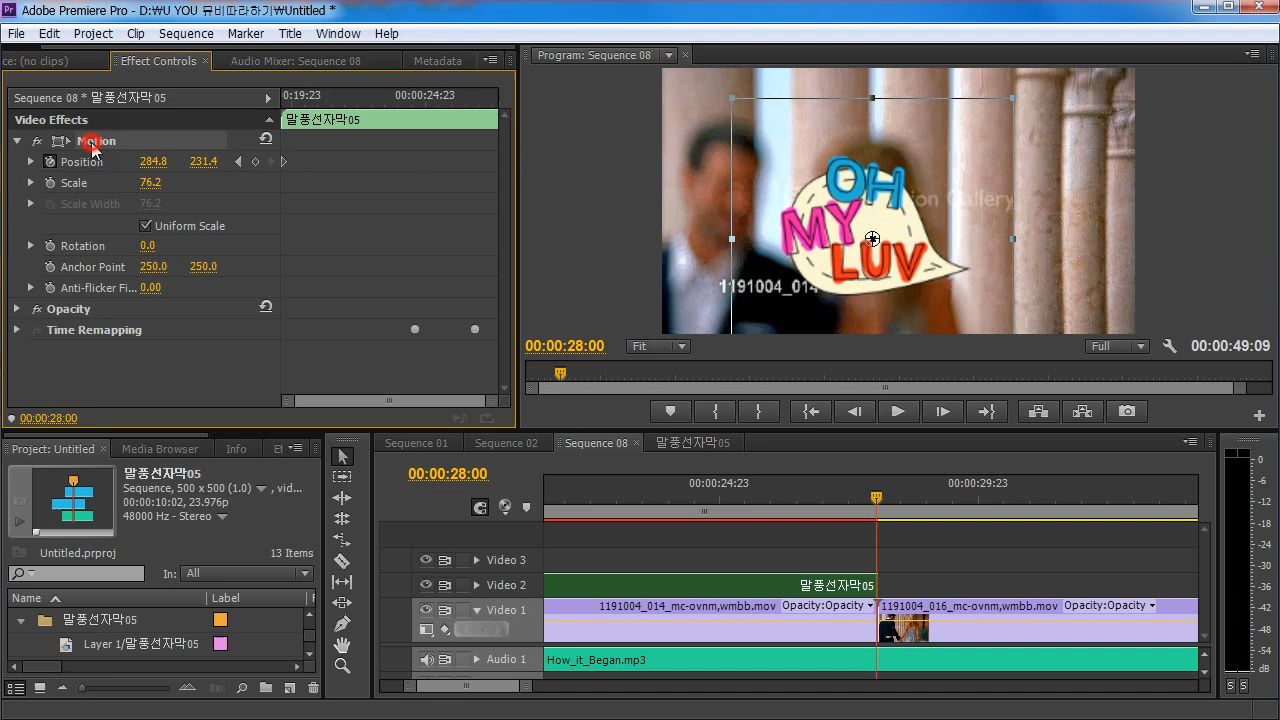 Adobe Premiere Pro - D:₩U YOU 뮤비따라하기₩Untitled *
File Edit Project Clip Sequence Marker Title Window Help
ce: (no clips) Effect Controls × Audio Mixer: Sequence 08 Metadata
Program: Sequence 08 ×
Sequence 08 * 말풍선자막05
0:19:23 00:00:24:23
Video Effects
말풍선자막05
fx Motion
Position 284.8 231.4
Scale 76.2
Scale Width 76.2
Uniform Scale
Rotation 0.0
Anchor Point 250.0 250.0
Anti-flicker Fi... 0.00
fx Opacity
fx Time Remapping
00:00:28:00
OH
MY
LUV
1191004_014
00:00:28:00 Fit Full 00:00:49:09
Project: Untitled × Media Browser Info
말풍선자막05
Sequence, 500 x 500 (1.0) , vid...
00:00:10:02, 23.976p
48000 Hz - Stereo
Untitled.prproj 13 Items
In: All
Name Label
말풍선자막05
Layer 1/말풍선자막05
Sequence 01 Sequence 02 Sequence 08 × 말풍선자막05
00:00:28:00
00:00:24:23 00:00:29:23
Video 3
Video 2 말풍선자막05
Video 1 1191004_014_mc-ovnm,wmbb.mov Opacity:Opacity 1191004_016_mc-ovnm,wmbb.mov Opacity:Opacity
Audio 1 How_it_Began.mp3
0
-6
-12
-18
-24
-30
-36
-42
-48
-54
dB
S S